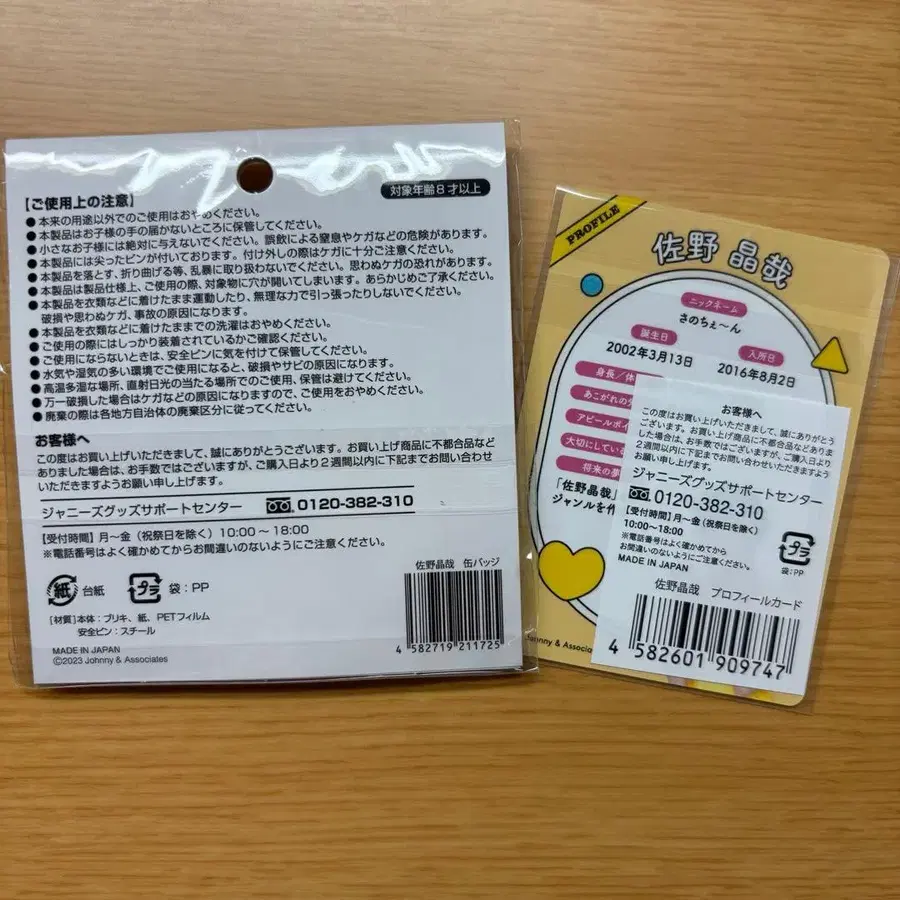 【ご使用上の注意】
対象年齢8才以上
●本来の用途以外でのご使用はおやめください。
●本製品はお子様の手の届かないところに保管してください。
●小さなお子様には絶対に与えないでください。誤飲による窒息やケガなどの危険があります。
●本製品には尖ったピンが付いております。付け外しの際はケガに十分ご注意ください。
●本製品を落とす、折り曲げる等、乱暴に取り扱わないでください。思わぬケガの恐れがあります。
●本製品は製品仕様上、ご使用の際、対象物に穴が開いてしまいます。あらかじめご了承ください。
●本製品を衣類などに着けたまま運動したり、無理な力で引っ張ったりしないでください。
破損や思わぬケガ、事故の原因になります。
●本製品を衣類などに着けたままでの洗濯はおやめください。
●ご使用の際にはしっかり装着されているかご確認ください。
●ご使用にならないときは、安全ピンに気を付けて保管してください。
●水気や湿気の多い環境でご使用になると、破損やサビの原因になります。
●高温多湿な場所、直射日光の当たる場所でのご使用、保管は避けてください。
●万一破損した場合はケガなどの原因になりますので、ご使用をおやめください。
●廃棄の際は各地方自治体の廃棄区分に従ってください。
お客様へ
この度はお買い上げいただきまして、誠にありがとうございます。お買い上げ商品に不都合品など
ありました場合は、お手数ではございますが、ご購入日より2週間以内に下記までお問い合わせ
いただきますようお願い申し上げます。
ジャニーズグッズサポートセンター 0120-382-310
【受付時間】月〜金(祝祭日を除く)10:00〜18:00
※電話番号はよく確かめてからお間違いのないようにご注意ください。
紙 台紙 プラ 袋:PP
[材質]本体:ブリキ、紙、PETフィルム
安全ピン:スチール
MADE IN JAPAN
©2023 Johnny & Associates
佐野晶哉 缶バッジ
4 582719 211725
PROFILE
佐野 晶哉
ニックネーム
さのちぇ〜ん
誕生日
2002年3月13日
入所日
2016年8月2日
身長/体
あこがれの
アピールポイ
大切にしている
将来の夢
「佐野晶哉」
ジャンルを作
お客様へ
この度はお買い上げいただきまして、誠にありがとう
ございます。お買い上げ商品に不都合品などありま
した場合は、お手数ではございますが、ご購入日より
2週間以内に下記までお問い合わせいただきますよう
お願い申し上げます。
ジャニーズグッズサポートセンター
0120-382-310
【受付時間】月〜金(祝祭日を除く)
10:00〜18:00
※電話番号はよく確かめてから
お間違いのないようにご注意ください。
MADE IN JAPAN
プラ
袋:PP
佐野晶哉 プロフィールカード
4 582601 909747
Johnny & Associa